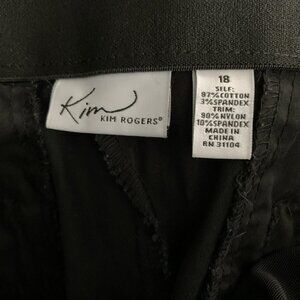 Kim
KIM ROGERS®
18
SELF:
97%COTTON
3%SPANDEX
TRIM:
90%NYLON
10%SPANDEX
MADE IN
CHINA
RN 31104